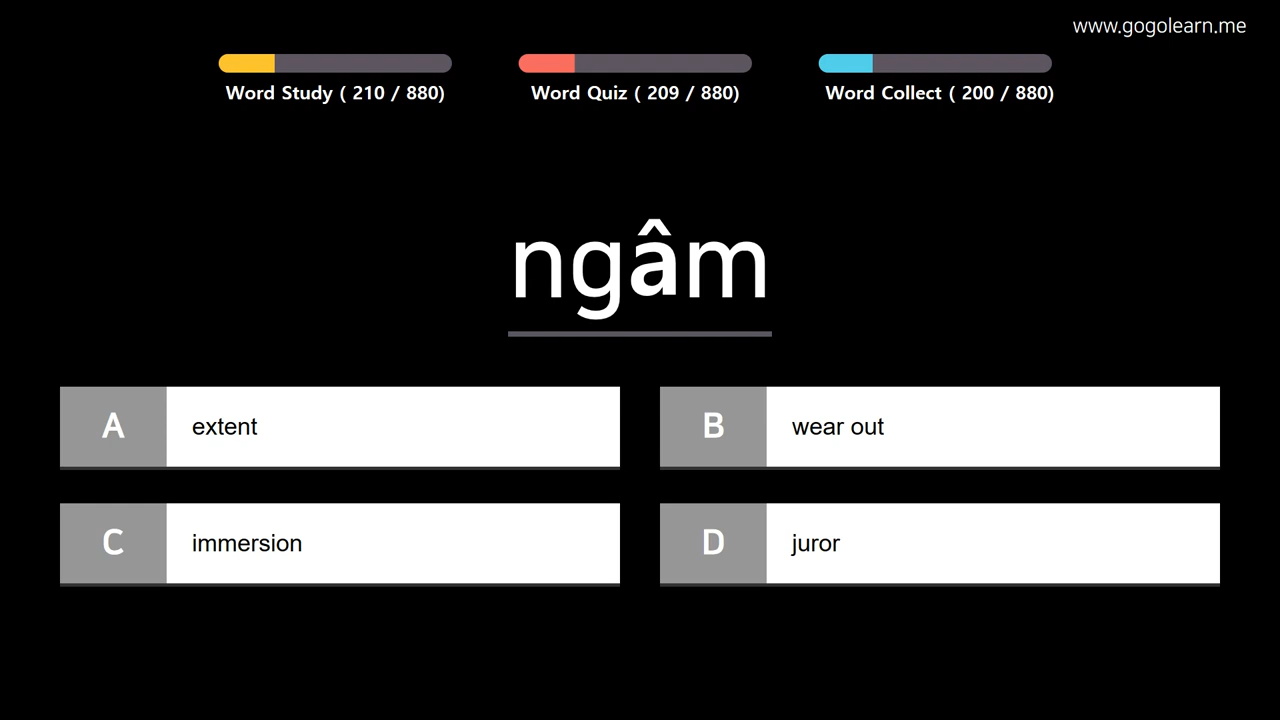 www.gogolearn.me
Word Study ( 210 / 880)
Word Quiz ( 209 / 880)
Word Collect ( 200 / 880)
ngâm
A extent
B wear out
C immersion
D juror